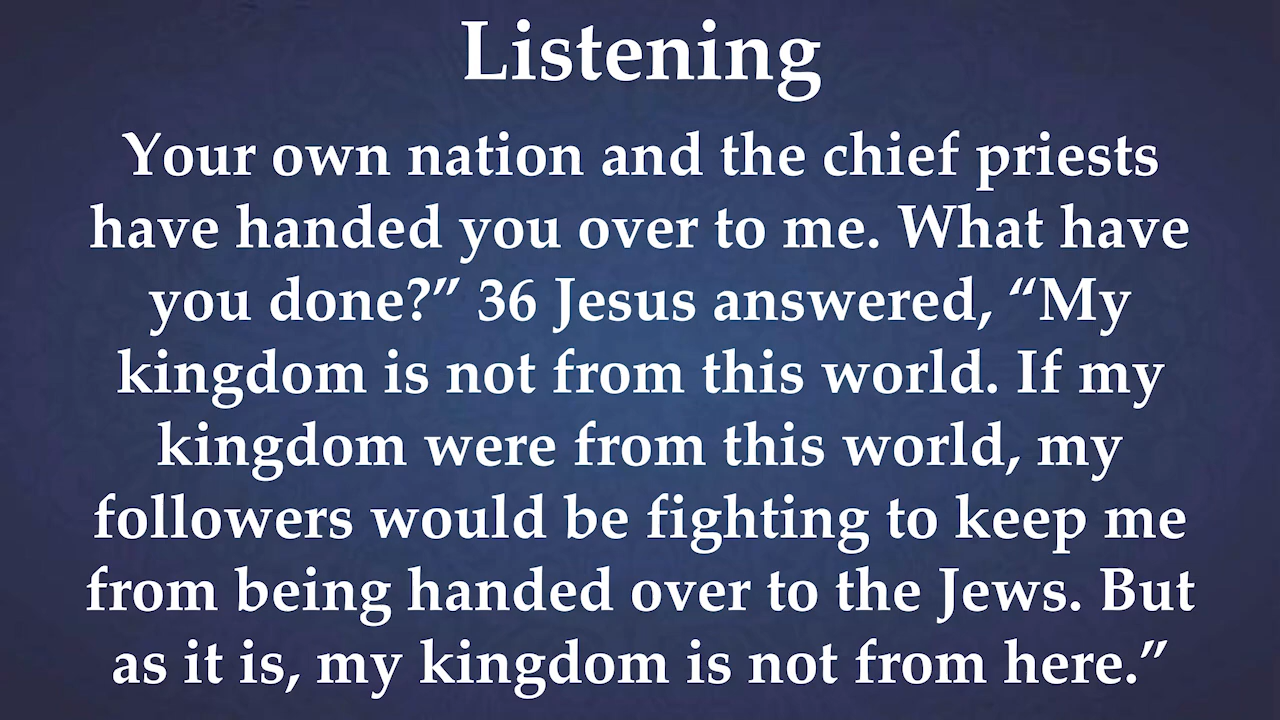 Listening
Your own nation and the chief priests
have handed you over to me. What have
you done?” 36 Jesus answered, “My
kingdom is not from this world. If my
kingdom were from this world, my
followers would be fighting to keep me
from being handed over to the Jews. But
as it is, my kingdom is not from here.”